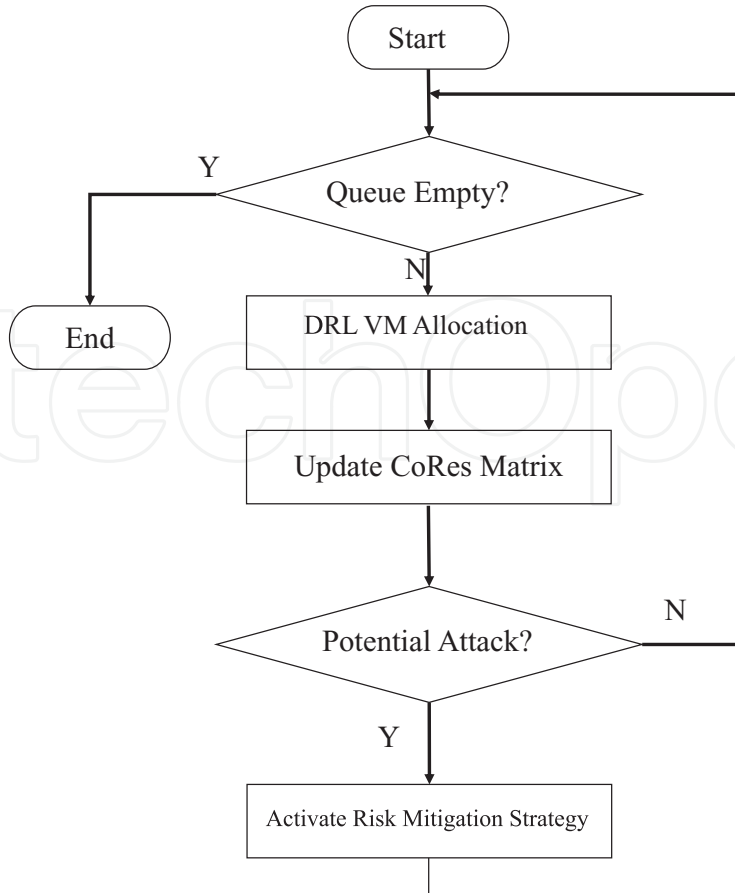 Start
Y
Queue Empty?
N
DRL VM Allocation
End
Update CoRes Matrix
Potential Attack?
N
Y
Activate Risk Mitigation Strategy